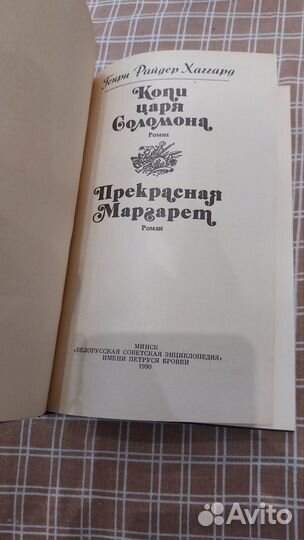 Генри Райдер Хаггард
Копи
царя
Соломона
Роман
Прекрасная
Маргарет
Роман
МИНСК
«БЕЛОРУССКАЯ СОВЕТСКАЯ ЭНЦИКЛОПЕДИЯ»
ИМЕНИ ПЕТРУСЯ БРОВКИ
1990
Avito